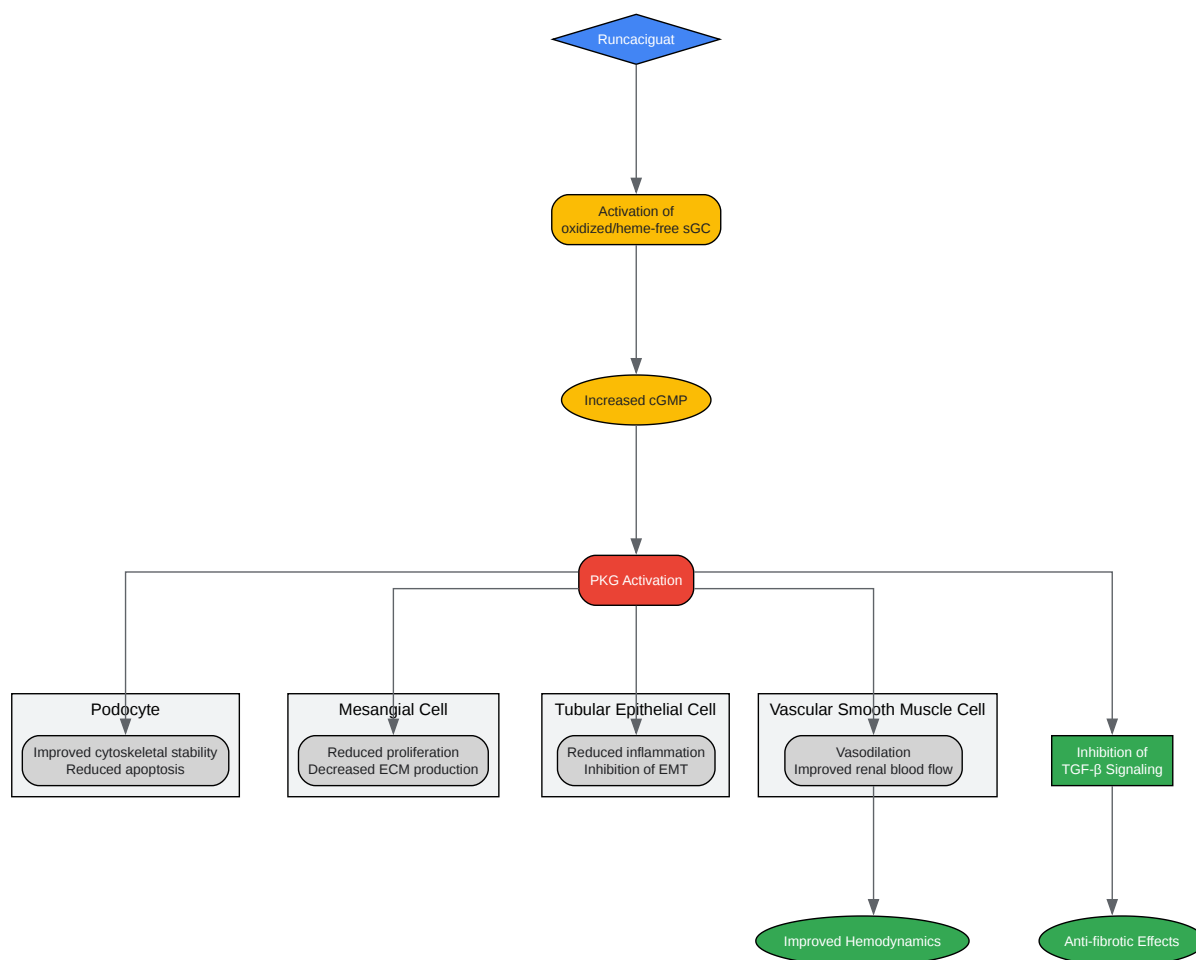 Runcaciguat
Activation of
oxidized/heme-free sGC
Increased cGMP
PKG Activation
Podocyte
Improved cytoskeletal stability
Reduced apoptosis
Mesangial Cell
Reduced proliferation
Decreased ECM production
Tubular Epithelial Cell
Reduced inflammation
Inhibition of EMT
Vascular Smooth Muscle Cell
Vasodilation
Improved renal blood flow
Inhibition of
TGF-β Signaling
Improved Hemodynamics
Anti-fibrotic Effects